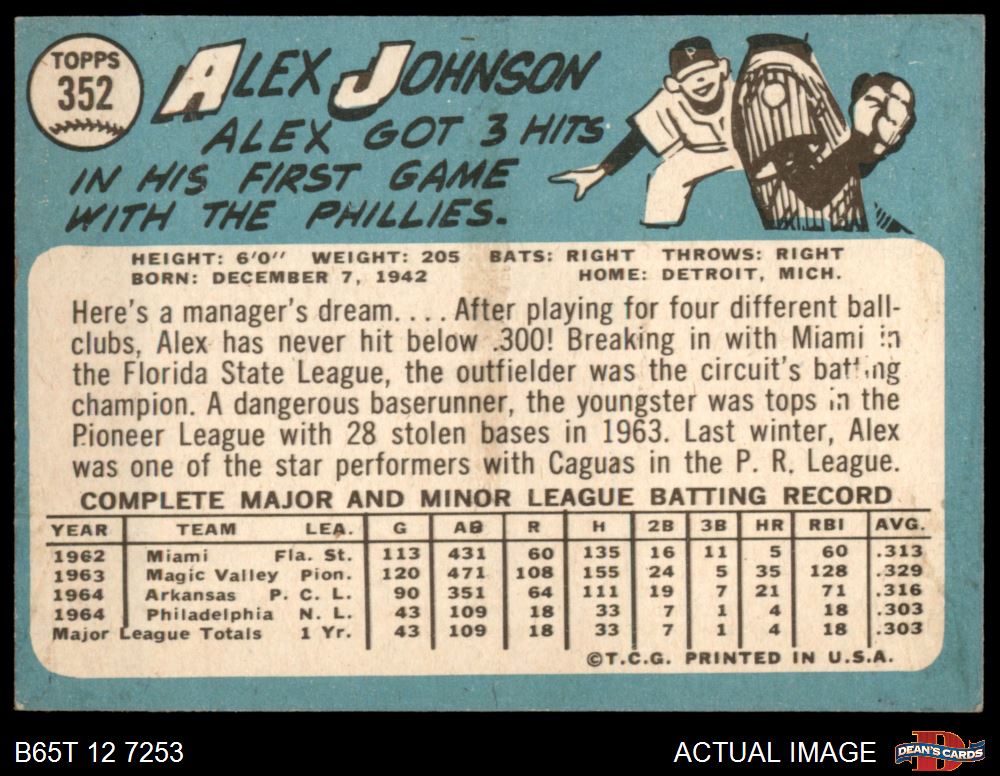 TOPPS
352
ALEX JOHNSON
ALEX GOT 3 HITS
IN HIS FIRST GAME
WITH THE PHILLIES.
P
HEIGHT: 6'0" WEIGHT: 205 BATS: RIGHT THROWS: RIGHT
BORN: DECEMBER 7, 1942 HOME: DETROIT, MICH.
Here's a manager's dream. . . . After playing for four different ball-
clubs, Alex has never hit below .300! Breaking in with Miami in
the Florida State League, the outfielder was the circuit's batting
champion. A dangerous baserunner, the youngster was tops in the
Pioneer League with 28 stolen bases in 1963. Last winter, Alex
was one of the star performers with Caguas in the P. R. League.
COMPLETE MAJOR AND MINOR LEAGUE BATTING RECORD
YEAR TEAM LEA. G AB R H 2B 3B HR RBI AVG.
1962 Miami Fla. St. 113 431 60 135 16 11 5 60 .313
1963 Magic Valley Pion. 120 471 108 155 24 5 35 128 .329
1964 Arkansas P. C. L. 90 351 64 111 19 7 21 71 .316
1964 Philadelphia N. L. 43 109 18 33 7 1 4 18 .303
Major League Totals 1 Yr. 43 109 18 33 7 1 4 18 .303
©T.C.G. PRINTED IN U.S.A.
B65T 12 7253 ACTUAL IMAGE D DEAN'S CARDS